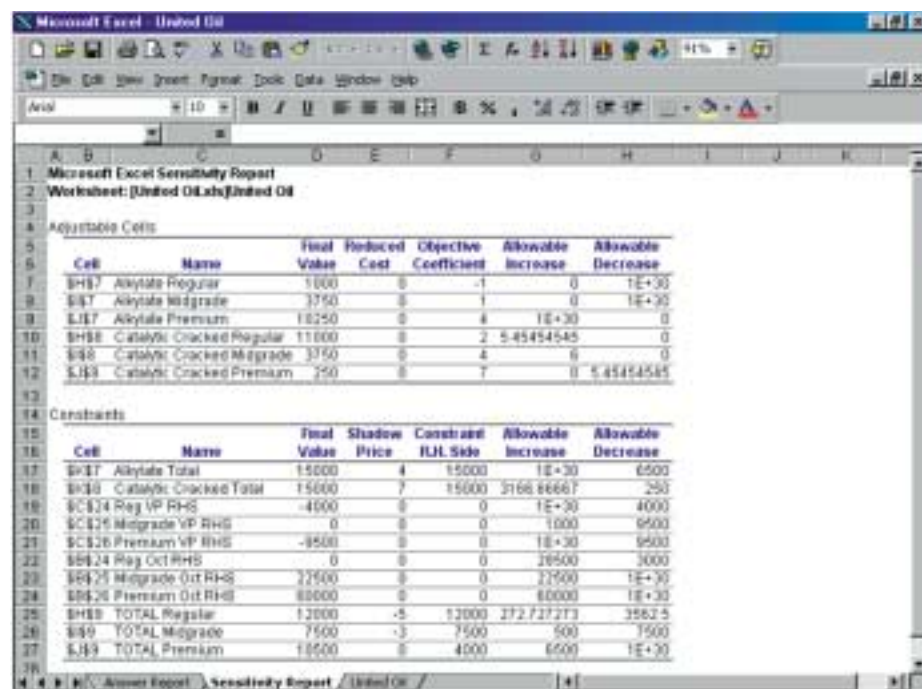 Microsoft Excel - United Oil
91%
File Edit View Insert Format Tools Data Window Help
Arial 10 B I U % ,
=
A B C D E F G H I J K
1 Microsoft Excel Sensitivity Report
2 Worksheet: [United Oil.xls]United Oil
3
4 Adjustable Cells
5 Final Reduced Objective Allowable Allowable
6 Cell Name Value Cost Coefficient Increase Decrease
7 $H$7 Alkylate Regular 1000 0 -1 0 1E+30
8 $I$7 Alkylate Midgrade 3750 0 1 0 1E+30
9 $J$7 Alkylate Premium 10250 0 4 1E+30 0
10 $H$8 Catalytic Cracked Regular 11000 0 2 5.45454545 0
11 $I$8 Catalytic Cracked Midgrade 3750 0 4 6 0
12 $J$8 Catalytic Cracked Premium 250 0 7 0 5.45454545
13
14 Constraints
15 Final Shadow Constraint Allowable Allowable
16 Cell Name Value Price R.H. Side Increase Decrease
17 $K$7 Alkylate Total 15000 4 15000 1E+30 6500
18 $K$8 Catalytic Cracked Total 15000 7 15000 3166.66667 250
19 $C$24 Reg VP RHS -4000 0 0 1E+30 4000
20 $C$25 Midgrade VP RHS 0 0 0 1000 9500
21 $C$26 Premium VP RHS -9500 0 0 1E+30 9500
22 $B$24 Reg Oct RHS 0 0 0 28500 3000
23 $B$25 Midgrade Oct RHS 22500 0 0 22500 1E+30
24 $B$26 Premium Oct RHS 60000 0 0 60000 1E+30
25 $H$9 TOTAL Regular 12000 -5 12000 272.727273 3562.5
26 $I$9 TOTAL Midgrade 7500 -3 7500 500 7500
27 $J$9 TOTAL Premium 10500 0 4000 6500 1E+30
28
Answer Report Sensitivity Report United Oil